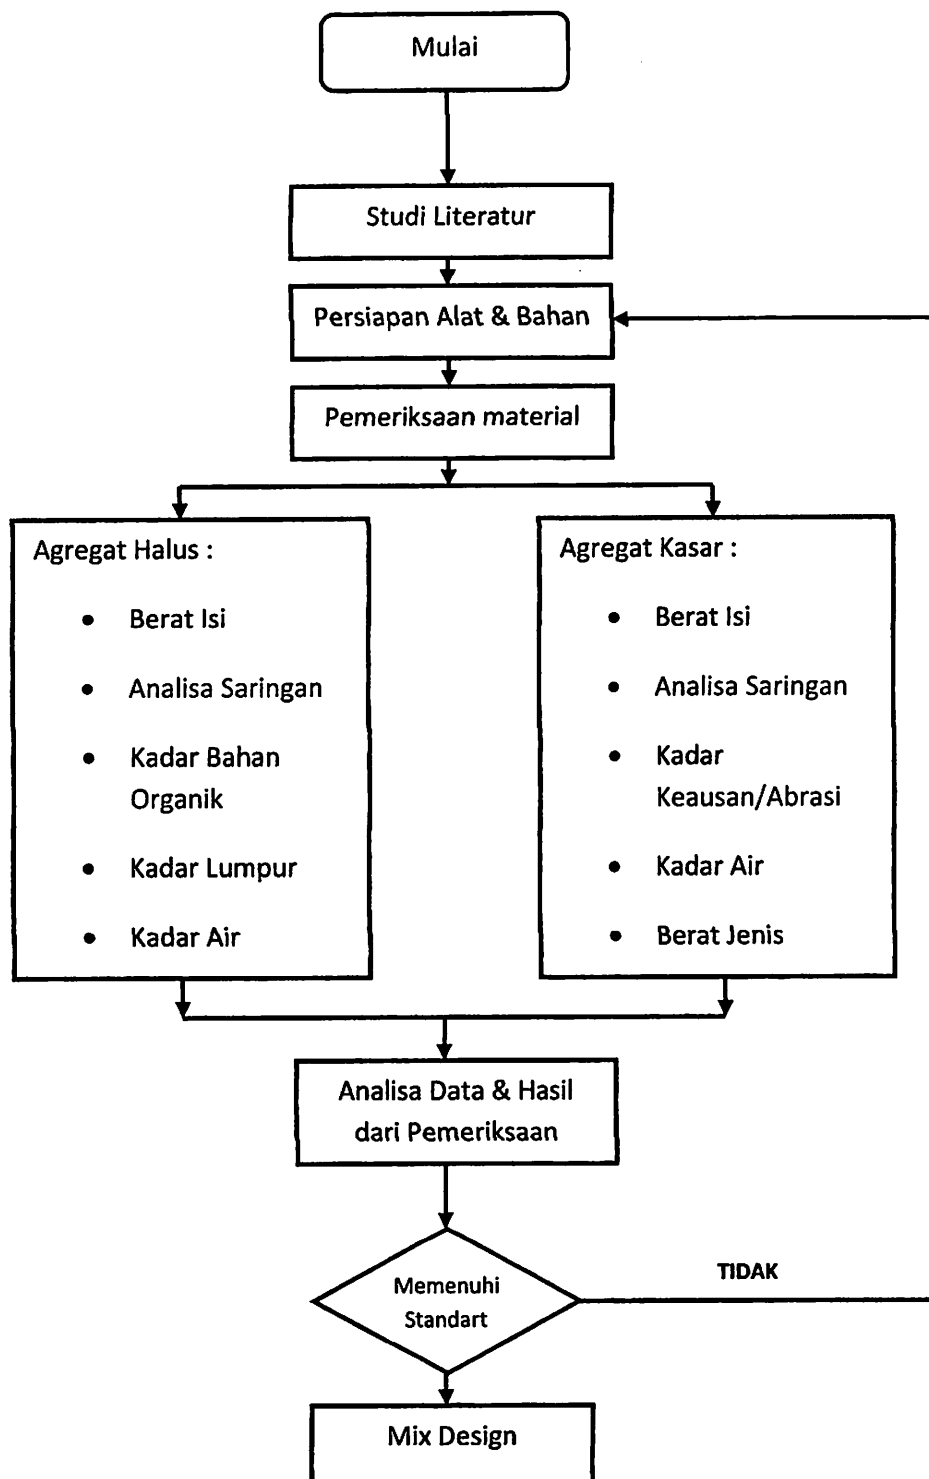 Mulai
Studi Literatur
Persiapan Alat & Bahan
Pemeriksaan material
Agregat Halus :
• Berat Isi
• Analisa Saringan
• Kadar Bahan
Organik
• Kadar Lumpur
• Kadar Air
Agregat Kasar :
• Berat Isi
• Analisa Saringan
• Kadar
Keausan/Abrasi
• Kadar Air
• Berat Jenis
Analisa Data & Hasil
dari Pemeriksaan
Memenuhi
Standart
TIDAK
Mix Design